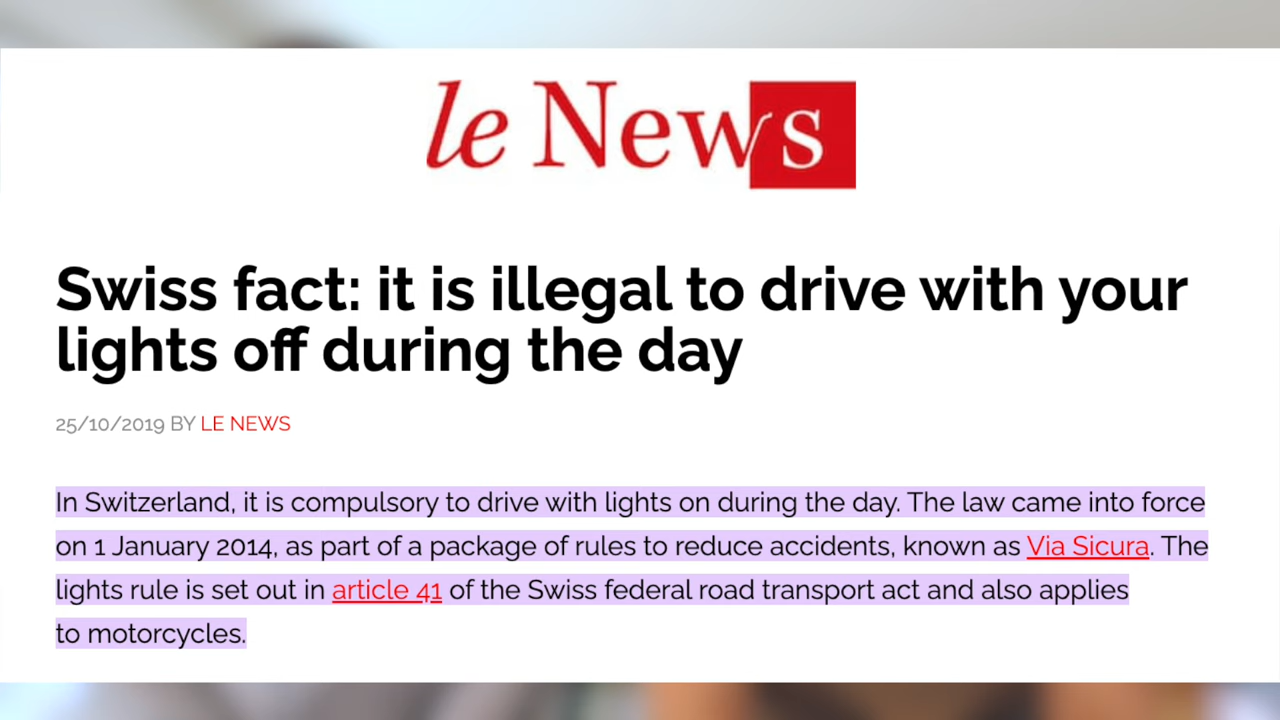 le News
Swiss fact: it is illegal to drive with your
lights off during the day
25/10/2019 BY LE NEWS
In Switzerland, it is compulsory to drive with lights on during the day. The law came into force
on 1 January 2014, as part of a package of rules to reduce accidents, known as Via Sicura. The
lights rule is set out in article 41 of the Swiss federal road transport act and also applies
to motorcycles.